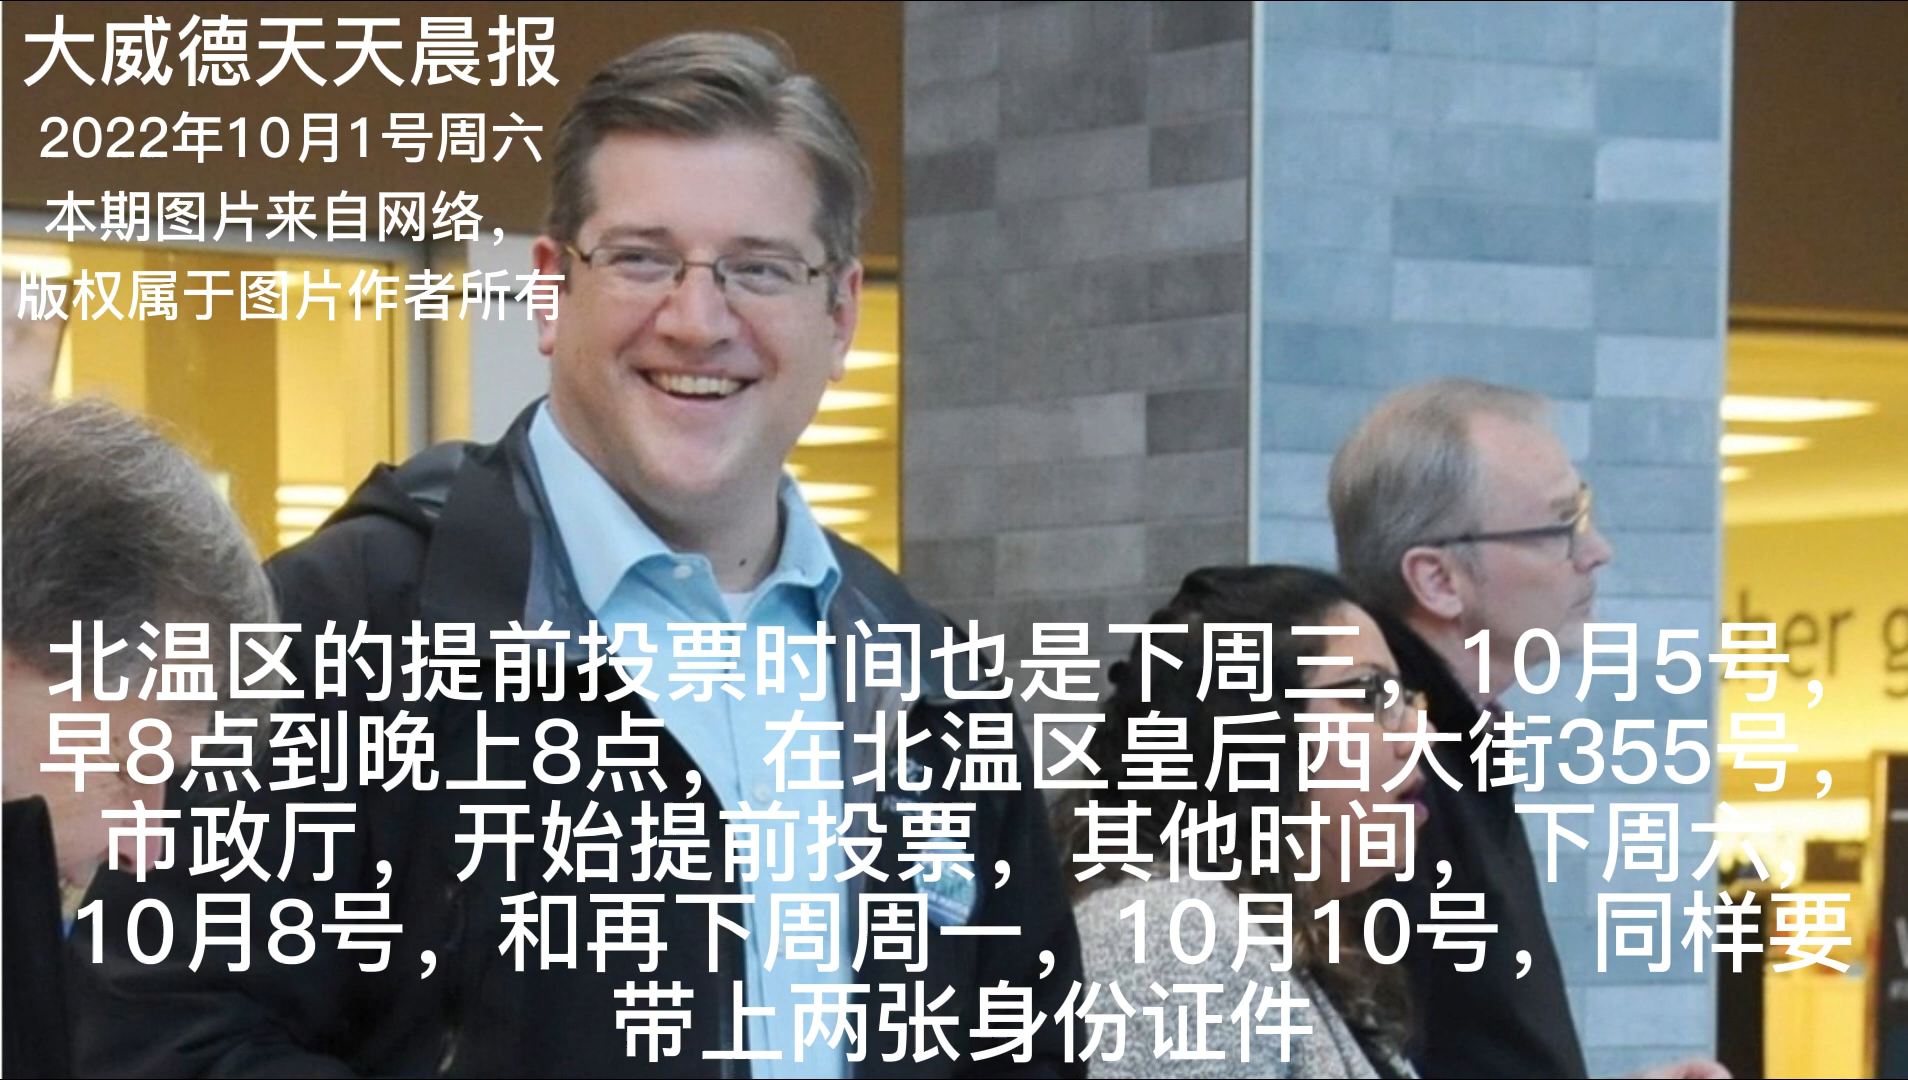 大威德天天晨报
2022年10月1号周六
本期图片来自网络，
版权属于图片作者所有
北温区的提前投票时间也是下周三，10月5号，
早8点到晚上8点，在北温区皇后西大街355号，
市政厅，开始提前投票，其他时间，下周六，
10月8号，和再下周周一，10月10号，同样要
带上两张身份证件
her g